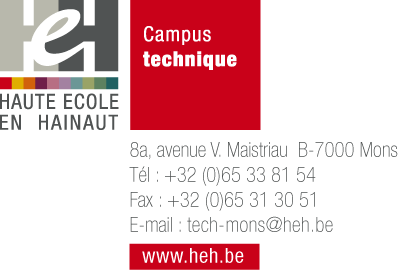 HEH
HAUTE ECOLE
EN HAINAUT
Campus
technique
8a, avenue V. Maistriau B-7000 Mons
Tél : +32 (0)65 33 81 54
Fax : +32 (0)65 31 30 51
E-mail : tech-mons@heh.be
www.heh.be